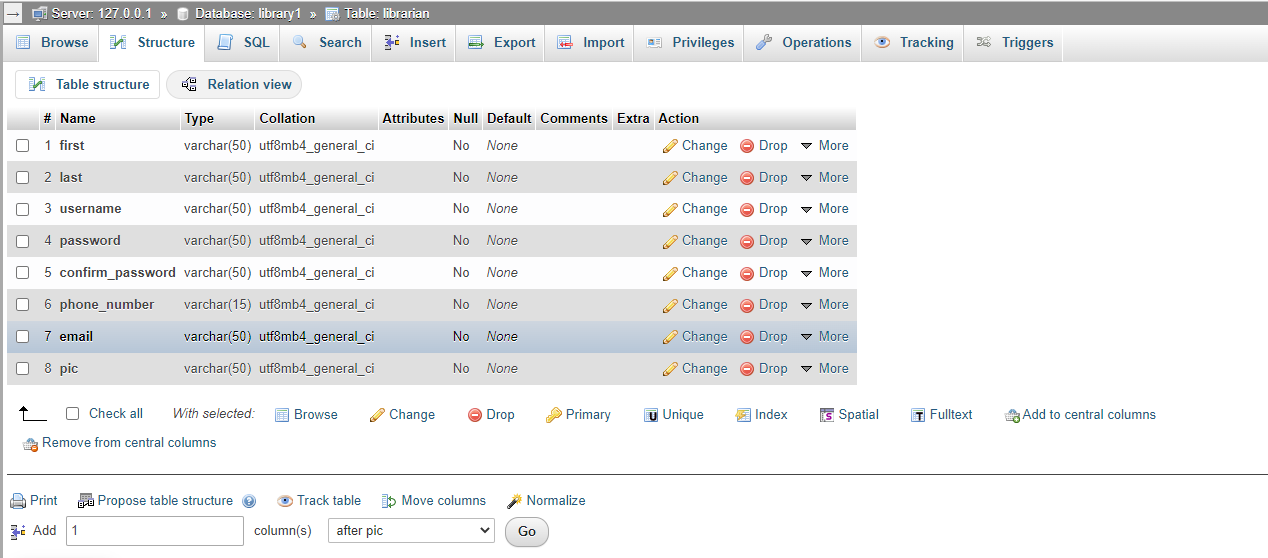 Server: 127.0.0.1 » Database: library1 » Table: librarian
Browse Structure SQL Search Insert Export Import Privileges Operations Tracking Triggers
Table structure Relation view
# Name Type Collation Attributes Null Default Comments Extra Action
1 first varchar(50) utf8mb4_general_ci No None Change Drop More
2 last varchar(50) utf8mb4_general_ci No None Change Drop More
3 username varchar(50) utf8mb4_general_ci No None Change Drop More
4 password varchar(50) utf8mb4_general_ci No None Change Drop More
5 confirm_password varchar(50) utf8mb4_general_ci No None Change Drop More
6 phone_number varchar(15) utf8mb4_general_ci No None Change Drop More
7 email varchar(50) utf8mb4_general_ci No None Change Drop More
8 pic varchar(50) utf8mb4_general_ci No None Change Drop More
Check all With selected: Browse Change Drop Primary Unique Index Spatial Fulltext Add to central columns
Remove from central columns
Print Propose table structure Track table Move columns Normalize
Add 1 column(s) after pic Go